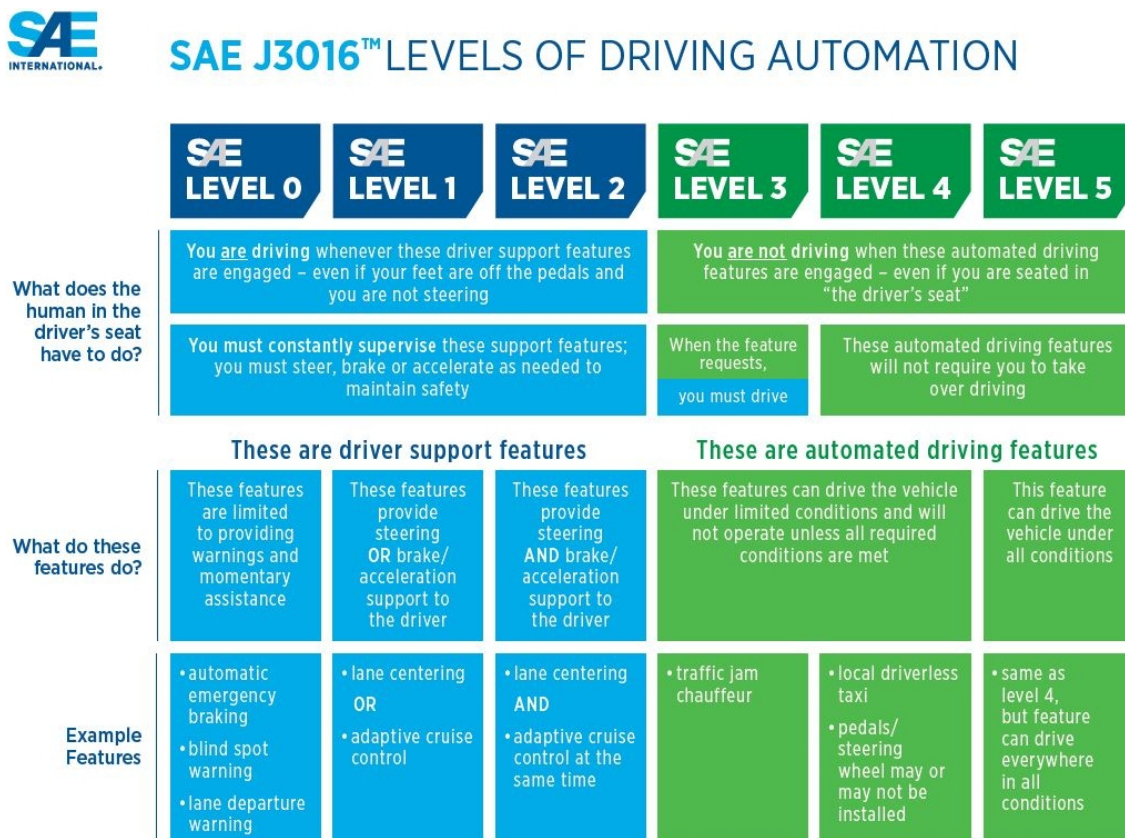 SAE
INTERNATIONAL®
SAE J3016™ LEVELS OF DRIVING AUTOMATION
SAE
LEVEL 0
SAE
LEVEL 1
SAE
LEVEL 2
SAE
LEVEL 3
SAE
LEVEL 4
SAE
LEVEL 5
What does the
human in the
driver's seat
have to do?
You are driving whenever these driver support features
are engaged – even if your feet are off the pedals and
you are not steering
You are not driving when these automated driving
features are engaged – even if you are seated in
“the driver's seat”
You must constantly supervise these support features;
you must steer, brake or accelerate as needed to
maintain safety
When the feature
requests,
you must drive
These automated driving features
will not require you to take
over driving
These are driver support features
These are automated driving features
What do these
features do?
These features
are limited
to providing
warnings and
momentary
assistance
These features
provide
steering
OR brake/
acceleration
support to
the driver
These features
provide
steering
AND brake/
acceleration
support to
the driver
These features can drive the vehicle
under limited conditions and will
not operate unless all required
conditions are met
This feature
can drive the
vehicle under
all conditions
Example
Features
•automatic
emergency
braking
•blind spot
warning
•lane departure
warning
•lane centering
OR
•adaptive cruise
control
•lane centering
AND
•adaptive cruise
control at the
same time
•traffic jam
chauffeur
•local driverless
taxi
•pedals/
steering
wheel may or
may not be
installed
•same as
level 4,
but feature
can drive
everywhere
in all
conditions